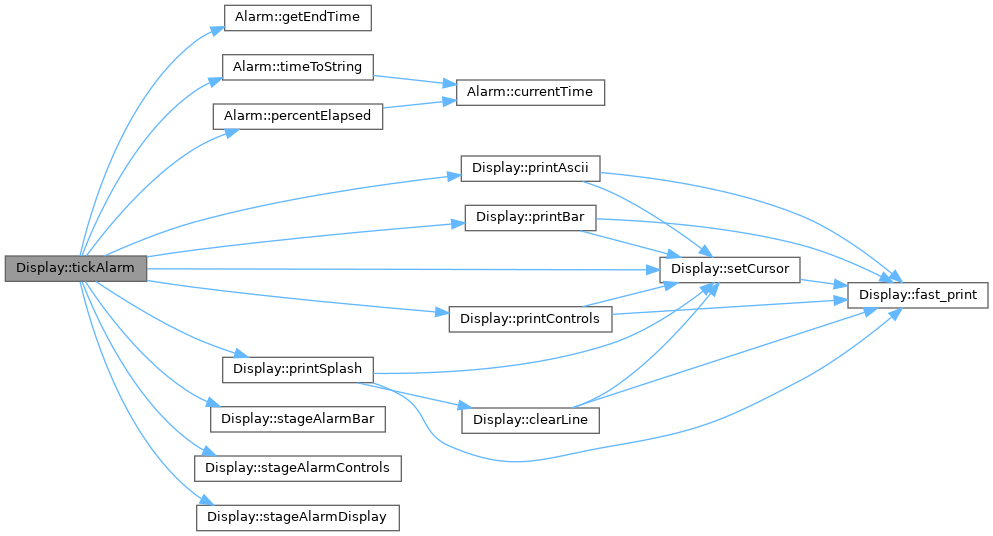 Alarm::getEndTime
Alarm::timeToString
Alarm::currentTime
Alarm::percentElapsed
Display::printAscii
Display::printBar
Display::tickAlarm
Display::setCursor
Display::fast_print
Display::printControls
Display::printSplash
Display::stageAlarmBar
Display::clearLine
Display::stageAlarmControls
Display::stageAlarmDisplay